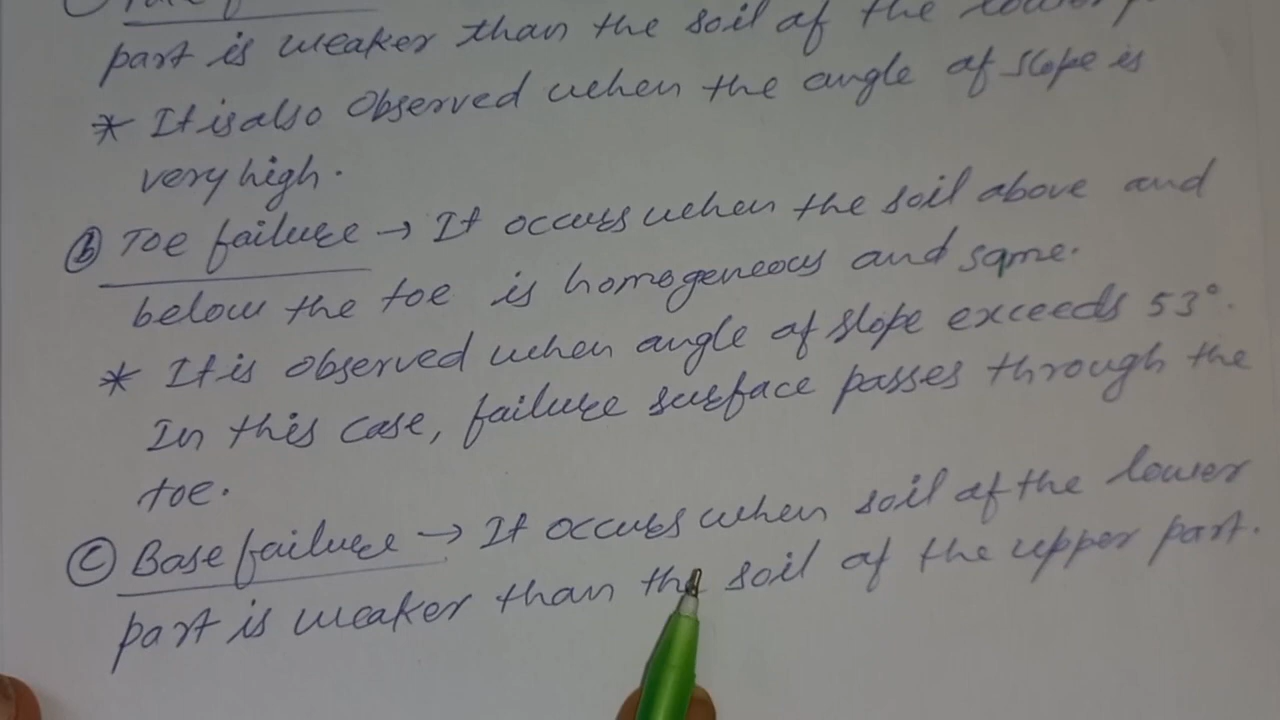 part is weaker than the soil of the lower
* It is also observed when the angle of slope is
very high.
(b) Toe failure → It occurs when the soil above and
below the toe is homogeneous and same.
* It is observed when angle of slope exceeds 53°.
In this case, failure surface passes through the
toe.
(c) Base failure → It occurs when soil of the lower
part is weaker than the soil of the upper part.